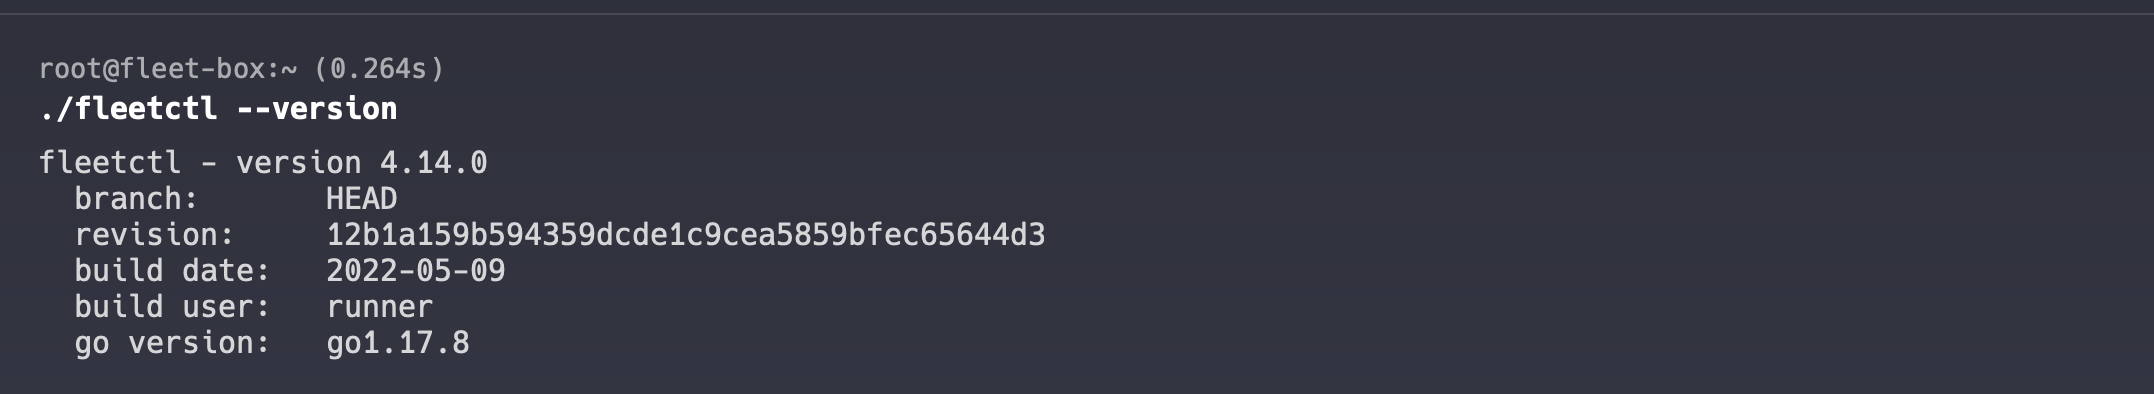 root@fleet-box:~ (0.264s)
./fleetctl --version
fleetctl - version 4.14.0
branch: HEAD
revision: 12b1a159b594359dcde1c9cea5859bfec65644d3
build date: 2022-05-09
build user: runner
go version: go1.17.8